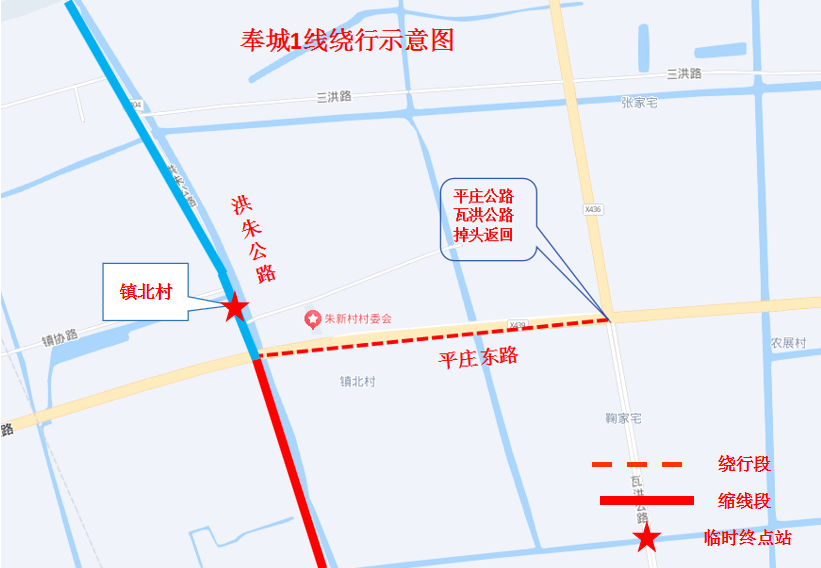 奉城1线绕行示意图
三洪路
三洪路
张家宅
洪朱公路
平庄公路
瓦洪公路
掉头返回
X436
镇北村
朱新村村委会
X439
镇协路
平庄东路
农展村
镇北村
路
鞠家宅
绕行段
瓦洪公路
缩线段
临时终点站